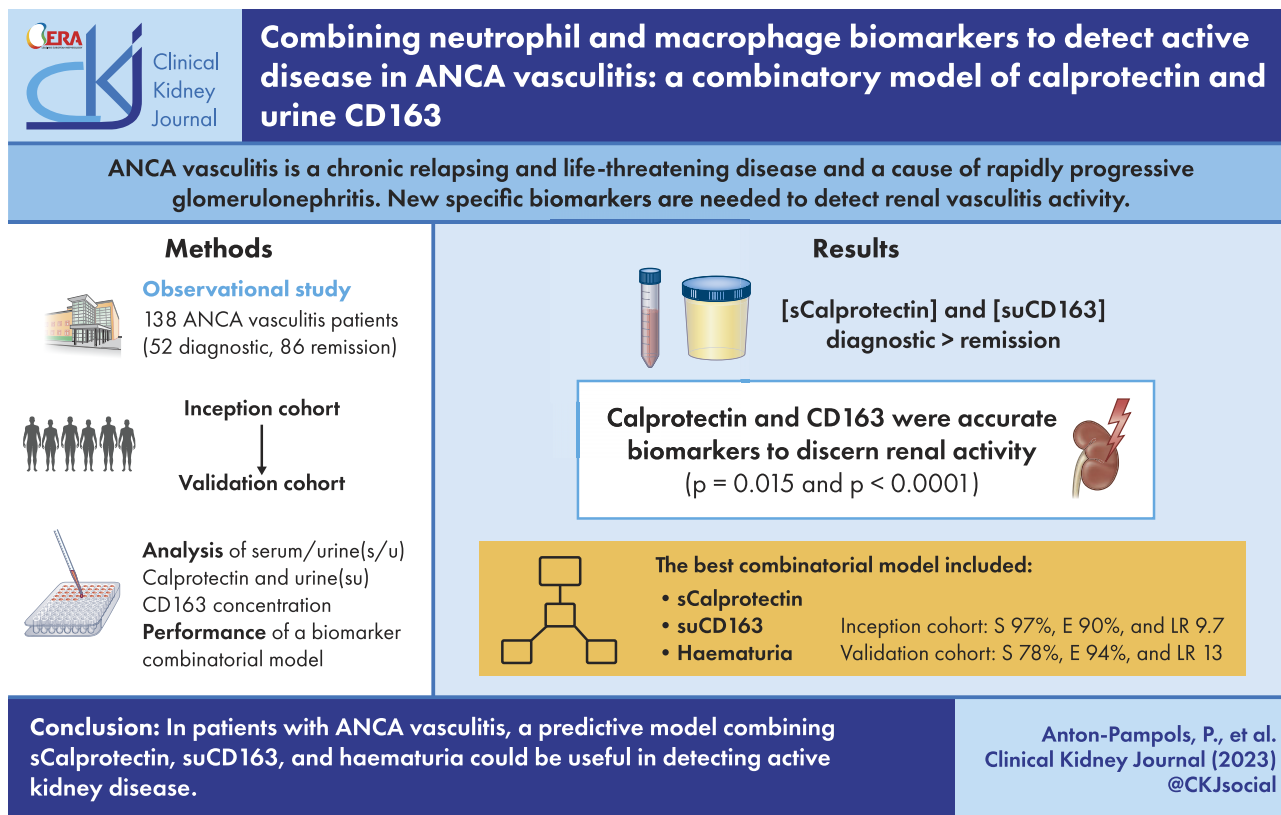 ERA
CKJ
Clinical
Kidney
Journal
Combining neutrophil and macrophage biomarkers to detect active
disease in ANCA vasculitis: a combinatory model of calprotectin and
urine CD163
ANCA vasculitis is a chronic relapsing and life-threatening disease and a cause of rapidly progressive
glomerulonephritis. New specific biomarkers are needed to detect renal vasculitis activity.
Methods
Observational study
138 ANCA vasculitis patients
(52 diagnostic, 86 remission)
Inception cohort
Validation cohort
Analysis of serum/urine(s/u)
Calprotectin and urine(su)
CD163 concentration
Performance of a biomarker
combinatorial model
Results
[sCalprotectin] and [suCD163]
diagnostic > remission
Calprotectin and CD163 were accurate
biomarkers to discern renal activity
(p = 0.015 and p < 0.0001)
The best combinatorial model included:
• sCalprotectin
• suCD163
• Haematuria
Inception cohort: S 97%, E 90%, and LR 9.7
Validation cohort: S 78%, E 94%, and LR 13
Conclusion: In patients with ANCA vasculitis, a predictive model combining
sCalprotectin, suCD163, and haematuria could be useful in detecting active
kidney disease.
Anton-Pampols, P., et al.
Clinical Kidney Journal (2023)
@CKJsocial